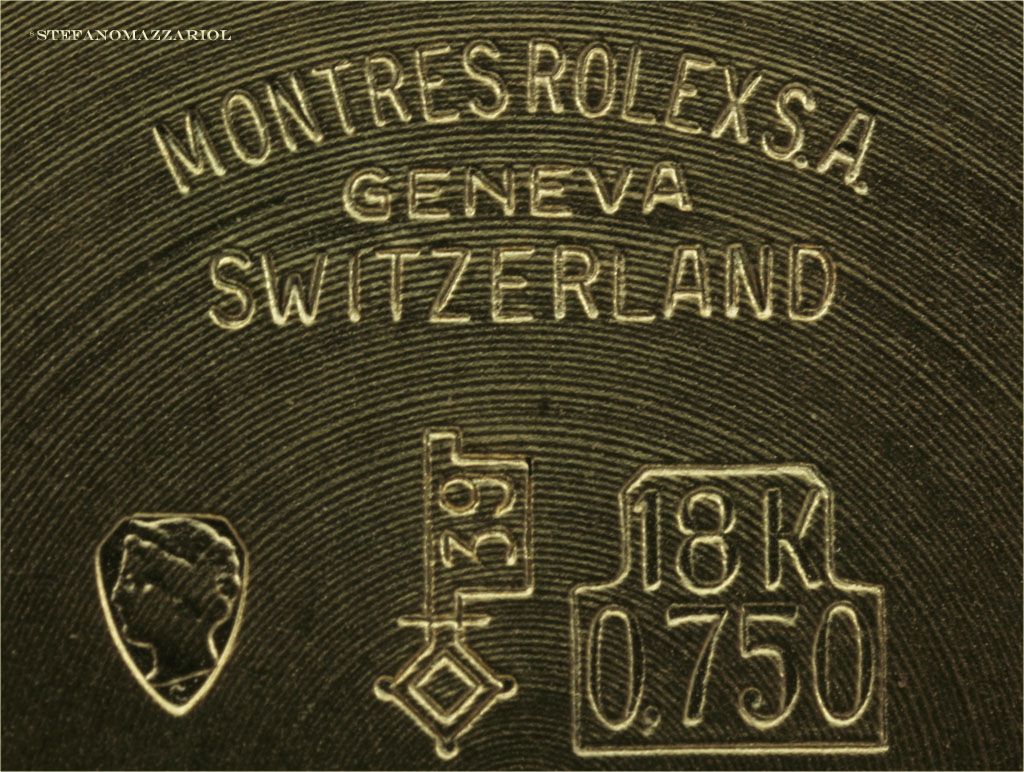 ©STEFANOMAZZARIOL
MONTRES ROLEX S.A.
GENEVA
SWITZERLAND
39
18K
0,750